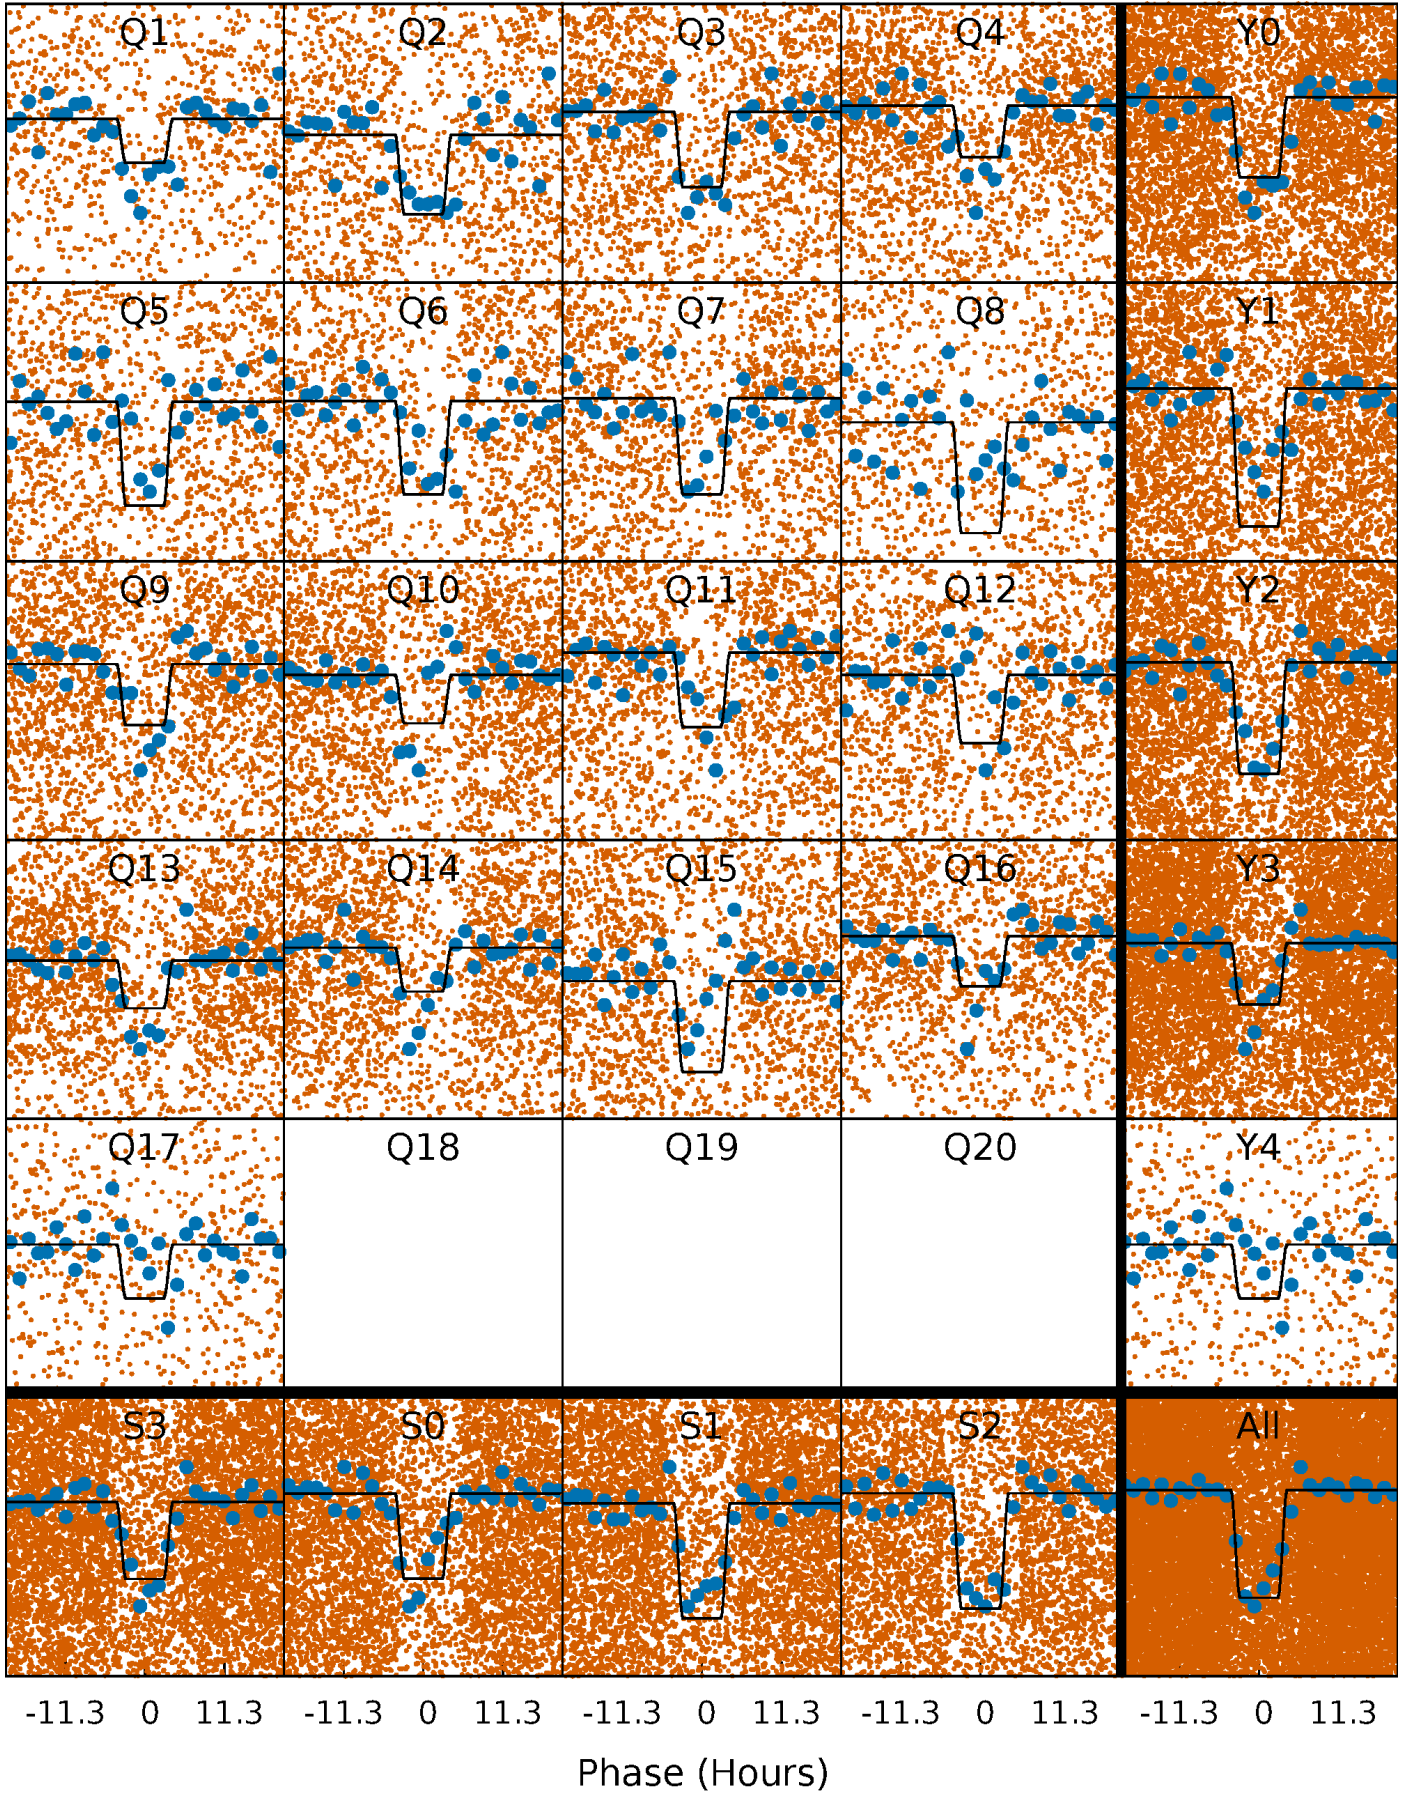 Q1 Q2 Q3 Q4 Y0
Q5 Q6 Q7 Q8 Y1
Q9 Q10 Q11 Q12 Y2
Q13 Q14 Q15 Q16 Y3
Q17 Q18 Q19 Q20 Y4
S3 S0 S1 S2 All
-11.3 0 11.3 -11.3 0 11.3 -11.3 0 11.3 -11.3 0 11.3 -11.3 0 11.3
Phase (Hours)